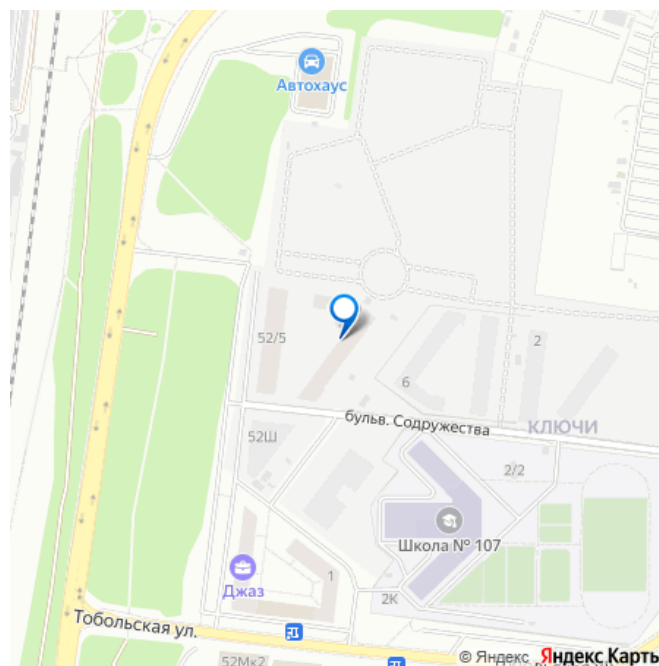 Автохаус
52/5
2
6
бульв. Содружества
КЛЮЧИ
52Ш
2/2
Школа № 107
Джаз
1
2К
Тобольская ул.
52Мк2
© Яндекс Яндекс Карты